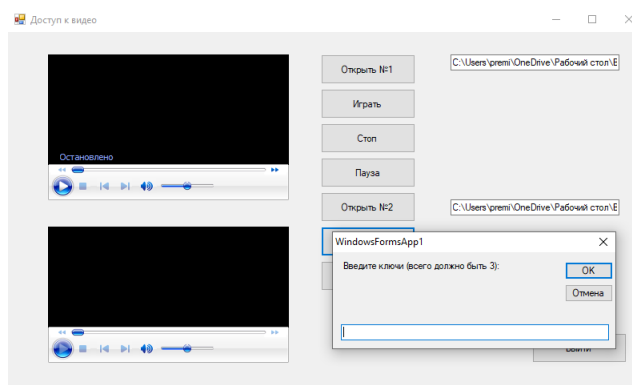 Доступ к видео
Открыть №1
C:\Users\premi\OneDrive\Рабочий стол\Е
Играть
Стоп
Остановлено
Пауза
Открыть №2
C:\Users\premi\OneDrive\Рабочий стол\Е
WindowsFormsApp1
Введите ключи (всего должно быть 3):
OK
Отмена